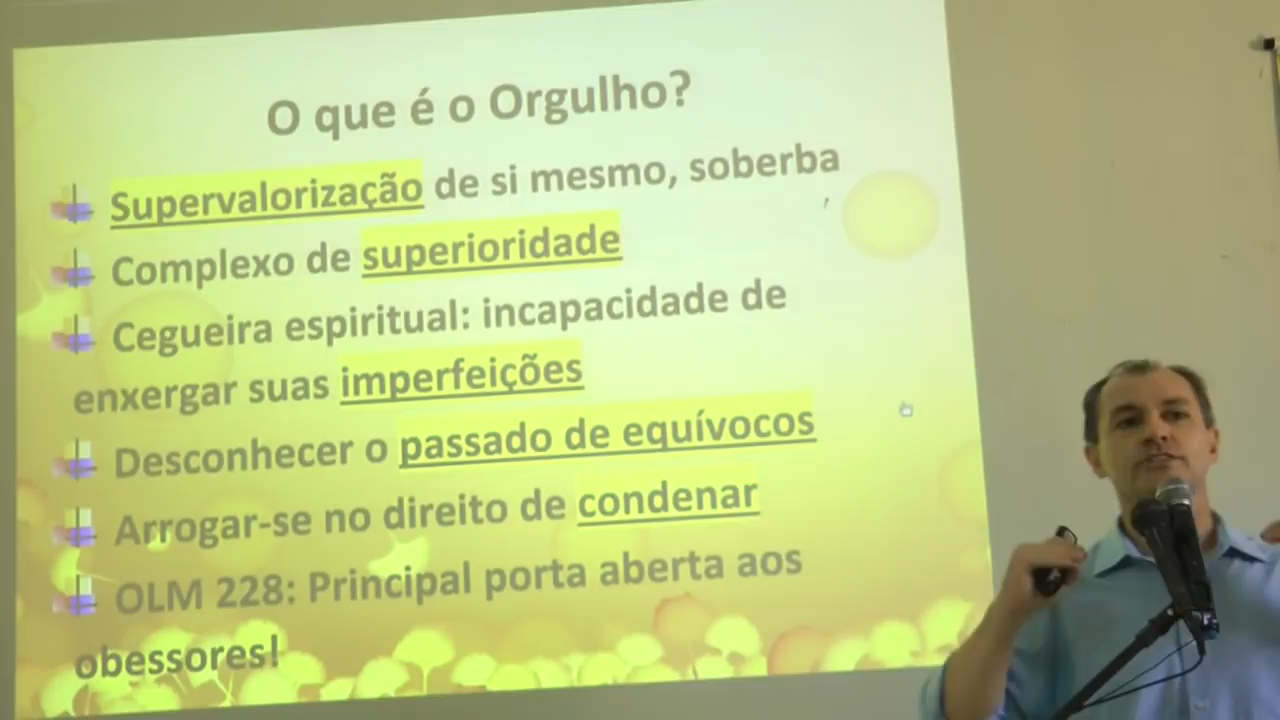 O que é o Orgulho?
Supervalorização de si mesmo, soberba
Complexo de superioridade
Cegueira espiritual: incapacidade de
enxergar suas imperfeições
Desconhecer o passado de equívocos
Arrogar-se no direito de condenar
OLM 228: Principal porta aberta aos
obessores!